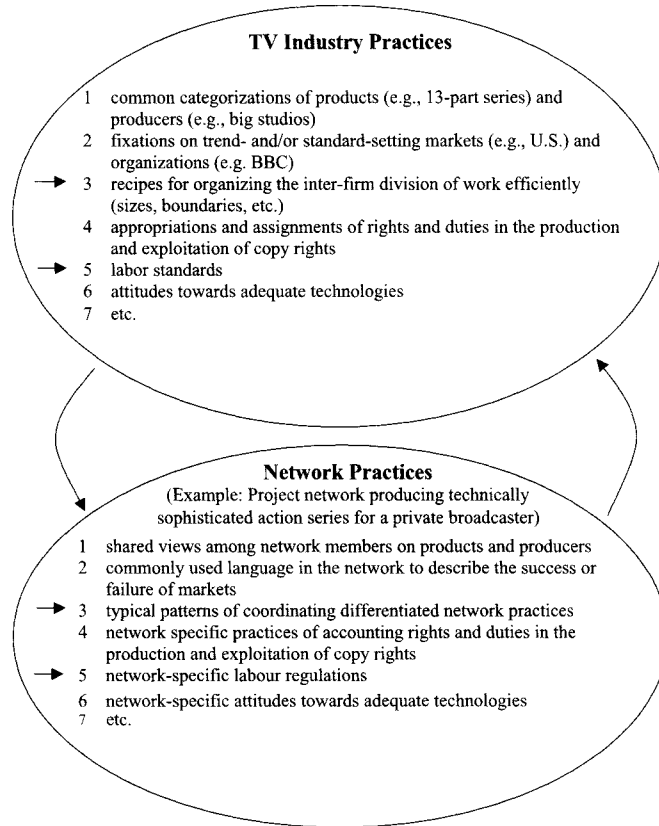 TV Industry Practices
1 common categorizations of products (e.g., 13-part series) and
producers (e.g., big studios)
2 fixations on trend- and/or standard-setting markets (e.g., U.S.) and
organizations (e.g. BBC)
3 recipes for organizing the inter-firm division of work efficiently
(sizes, boundaries, etc.)
4 appropriations and assignments of rights and duties in the production
and exploitation of copy rights
5 labor standards
6 attitudes towards adequate technologies
7 etc.
Network Practices
(Example: Project network producing technically
sophisticated action series for a private broadcaster)
1 shared views among network members on products and producers
2 commonly used language in the network to describe the success or
failure of markets
3 typical patterns of coordinating differentiated network practices
4 network specific practices of accounting rights and duties in the
production and exploitation of copy rights
5 network-specific labour regulations
6 network-specific attitudes towards adequate technologies
7 etc.